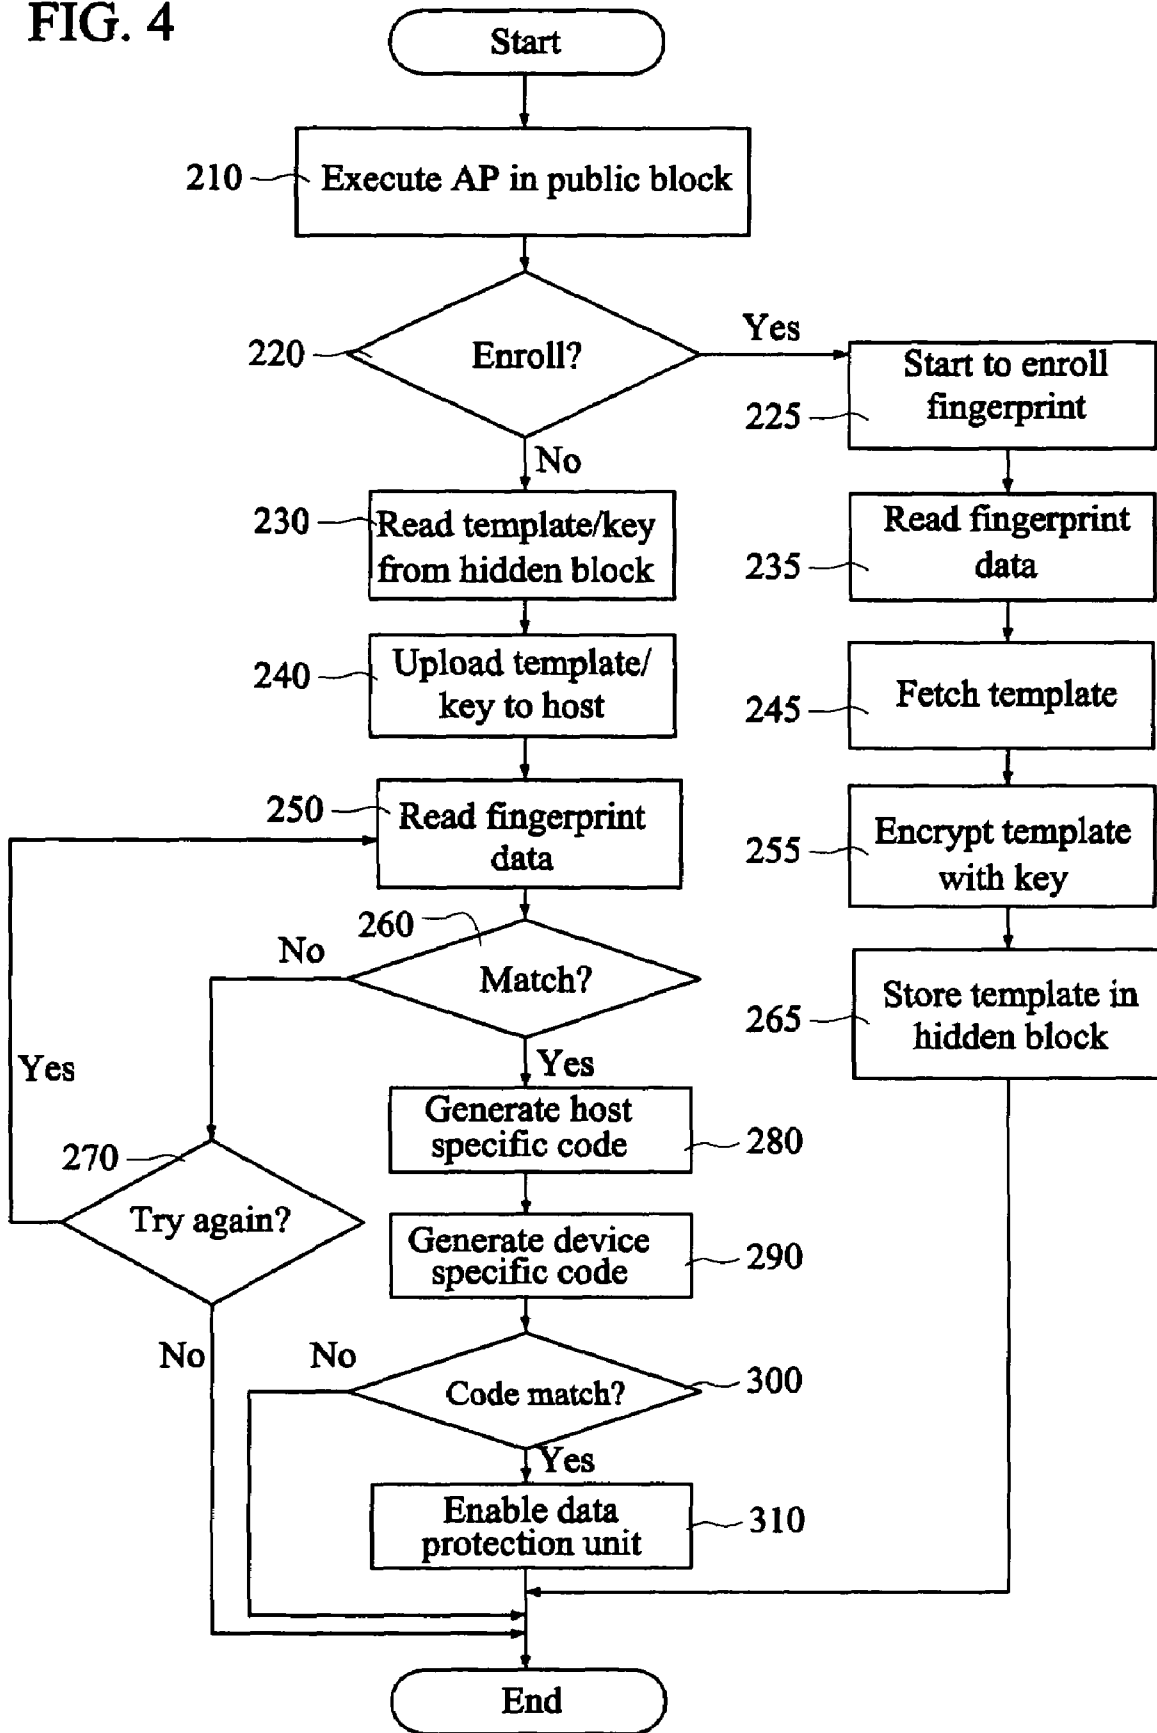 FIG. 4
Start
210
Execute AP in public block
220
Enroll?
Yes
No
Start to enroll
fingerprint
225
230
Read template/key
from hidden block
Read fingerprint
data
235
240
Upload template/
key to host
245
Fetch template
250
Read fingerprint
data
255
Encrypt template
with key
260
No
Match?
Yes
265
Store template in
hidden block
Yes
Generate host
specific code
280
270
Try again?
Generate device
specific code
290
No
No
Code match?
300
Yes
Enable data
protection unit
310
End